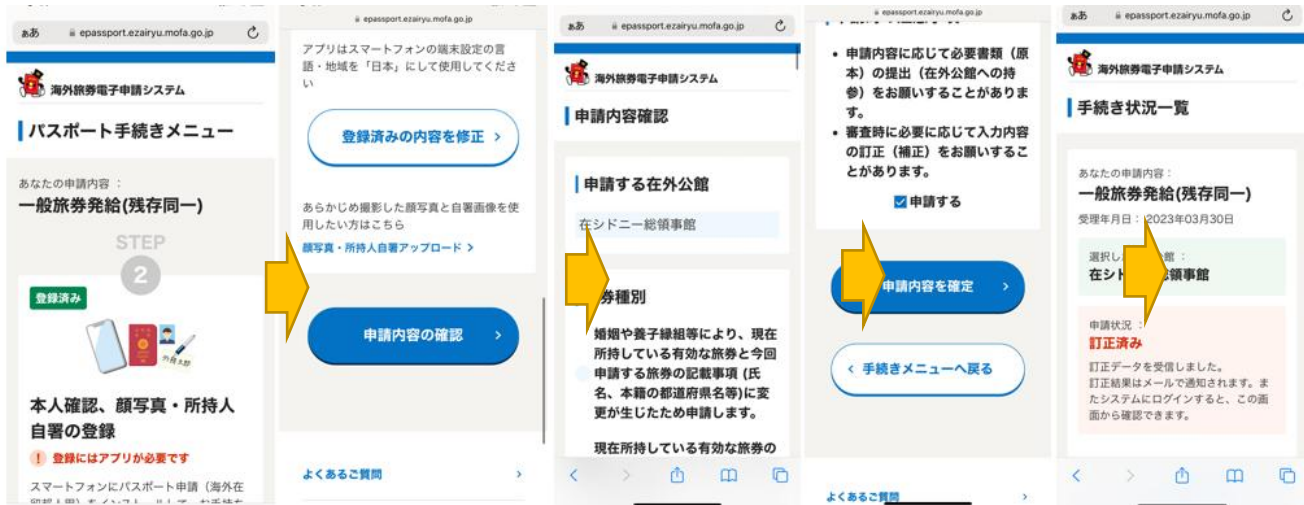 ぁあ epassport.ezairyu.mofa.go.jp
海外旅券電子申請システム
パスポート手続きメニュー
あなたの申請内容 :
一般旅券発給(残存同一)
STEP
2
登録済み
本人確認、顔写真・所持人
自署の登録
! 登録にはアプリが必要です
スマートフォンにパスポート申請（海外在
epassport.ezairyu.mofa.go.jp
アプリはスマートフォンの端末設定の言
語・地域を「日本」にして使用してくださ
い
登録済みの内容を修正 >
あらかじめ撮影した顔写真と自署画像を使
用したい方はこちら
顔写真・所持人自署アップロード >
申請内容の確認 >
よくあるご質問 >
ぁあ epassport.ezairyu.mofa.go.jp
海外旅券電子申請システム
申請内容確認
申請する在外公館
在シドニー総領事館
券種別
婚姻や養子縁組等により、現在
所持している有効な旅券と今回
申請する旅券の記載事項 (氏
名、本籍の都道府県名等)に変
更が生じたため申請します。
現在所持している有効な旅券の
epassport.ezairyu.mofa.go.jp
• 申請内容に応じて必要書類（原
本）の提出（在外公館への持
参）をお願いすることがありま
す。
• 審査時に必要に応じて入力内容
の訂正（補正）をお願いするこ
とがあります。
申請する
申請内容を確定 >
< 手続きメニューへ戻る
よくあるご質問 >
ぁあ epassport.ezairyu.mofa.go.jp
海外旅券電子申請システム
手続き状況一覧
あなたの申請内容 :
一般旅券発給(残存同一)
受理年月日 : 2023年03月30日
選択し 館 :
在シド 総領事館
申請状況 :
訂正済み
訂正データを受信しました。
訂正結果はメールで通知されます。ま
たシステムにログインすると、この画
面から確認できます。